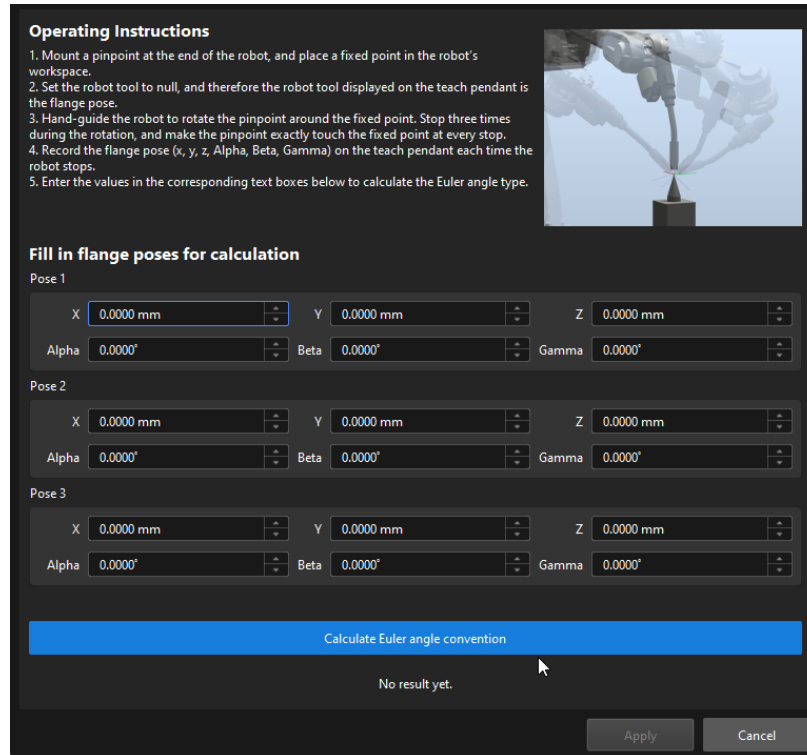 Operating Instructions
1. Mount a pinpoint at the end of the robot, and place a fixed point in the robot's
workspace.
2. Set the robot tool to null, and therefore the robot tool displayed on the teach pendant is
the flange pose.
3. Hand-guide the robot to rotate the pinpoint around the fixed point. Stop three times
during the rotation, and make the pinpoint exactly touch the fixed point at every stop.
4. Record the flange pose (x, y, z, Alpha, Beta, Gamma) on the teach pendant each time the
robot stops.
5. Enter the values in the corresponding text boxes below to calculate the Euler angle type.
Fill in flange poses for calculation
Pose 1
X 0.0000 mm Y 0.0000 mm Z 0.0000 mm
Alpha 0.0000° Beta 0.0000° Gamma 0.0000°
Pose 2
X 0.0000 mm Y 0.0000 mm Z 0.0000 mm
Alpha 0.0000° Beta 0.0000° Gamma 0.0000°
Pose 3
X 0.0000 mm Y 0.0000 mm Z 0.0000 mm
Alpha 0.0000° Beta 0.0000° Gamma 0.0000°
Calculate Euler angle convention
No result yet.
Apply Cancel